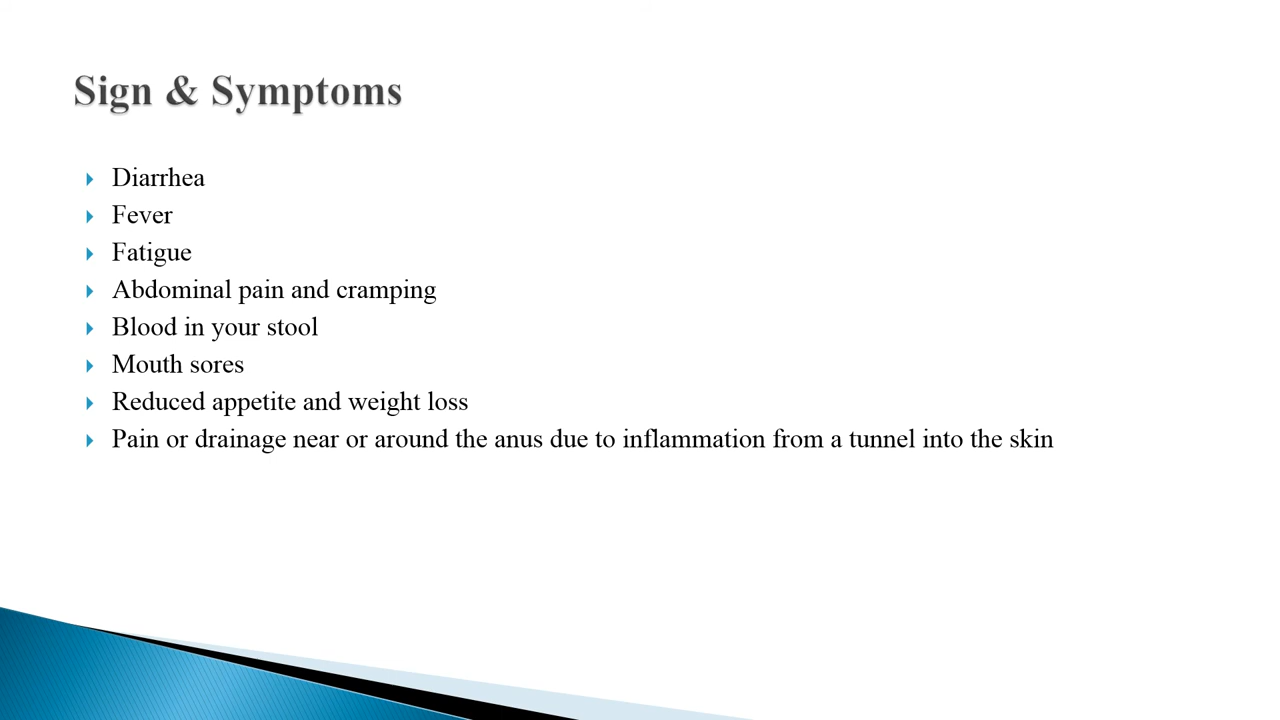 Sign & Symptoms
Diarrhea
Fever
Fatigue
Abdominal pain and cramping
Blood in your stool
Mouth sores
Reduced appetite and weight loss
Pain or drainage near or around the anus due to inflammation from a tunnel into the skin